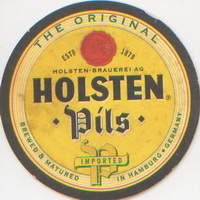 THE ORIGINAL
ESTD 1879
HOLSTEN-BRAUEREI AG
HOLSTEN®
Pils
IMPORTED
BREWED & MATURED IN HAMBURG • GERMANY